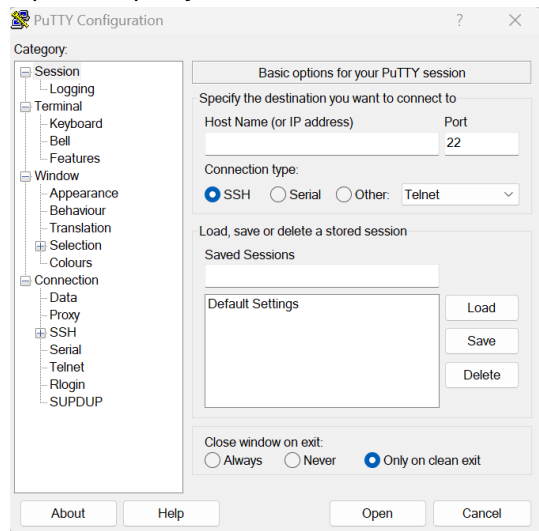 PuTTY Configuration ? ×
Category:
Session
Logging
Terminal
Keyboard
Bell
Features
Window
Appearance
Behaviour
Translation
Selection
Colours
Connection
Data
Proxy
SSH
Serial
Telnet
Rlogin
SUPDUP
Basic options for your PuTTY session
Specify the destination you want to connect to
Host Name (or IP address) Port
22
Connection type:
SSH Serial Other: Telnet
Load, save or delete a stored session
Saved Sessions
Default Settings
Load
Save
Delete
Close window on exit:
Always Never Only on clean exit
About Help Open Cancel